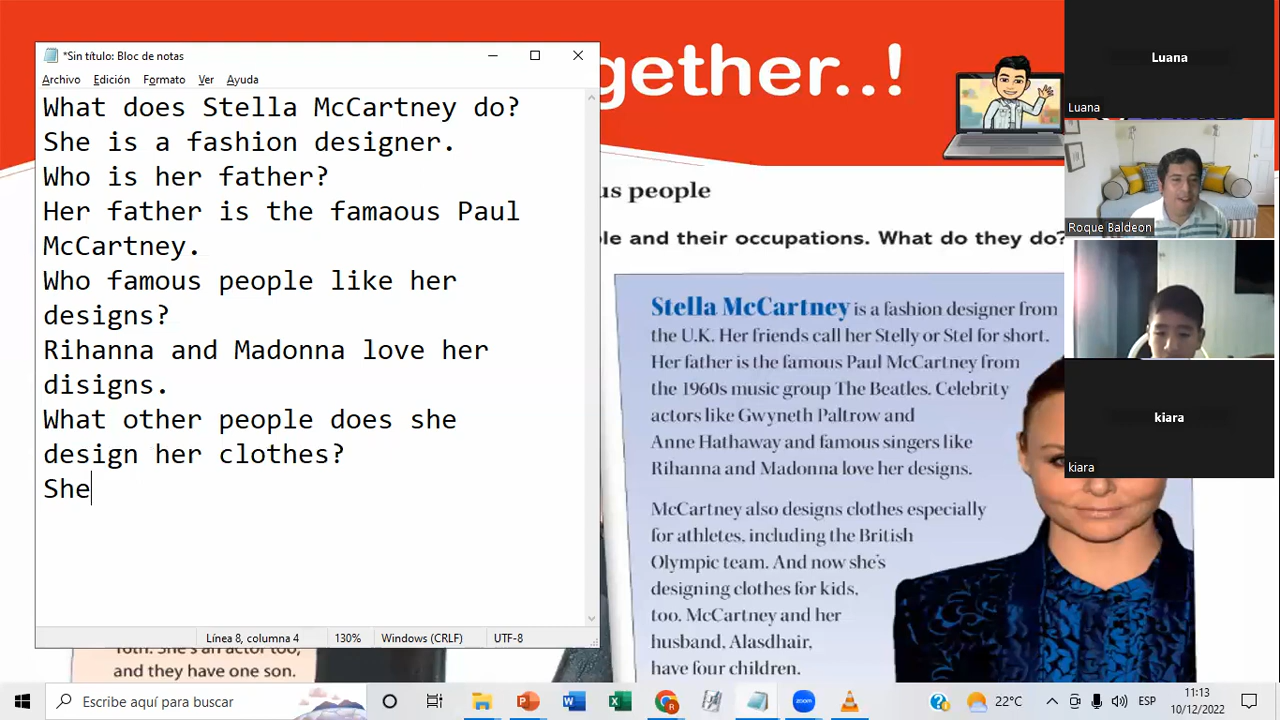 *Sin título: Bloc de notas
Archivo Edición Formato Ver Ayuda
What does Stella McCartney do?
She is a fashion designer.
Who is her father?
Her father is the famaous Paul
McCartney.
Who famous people like her
designs?
Rihanna and Madonna love her
disigns.
What other people does she
design her clothes?
She
Línea 8, columna 4 130% Windows (CRLF) UTF-8
gether..!
us people
le and their occupations. What do they do?
Stella McCartney is a fashion designer from
the U.K. Her friends call her Stelly or Stel for short.
Her father is the famous Paul McCartney from
the 1960s music group The Beatles. Celebrity
actors like Gwyneth Paltrow and
Anne Hathaway and famous singers like
Rihanna and Madonna love her designs.
McCartney also designs clothes especially
for athletes, including the British
Olympic team. And now she's
designing clothes for kids,
too. McCartney and her
husband, Alasdhair,
have four children.
Toth. She's an actor too,
and they have one son.
Luana
Luana
Roque Baldeon
kiara
kiara
Escribe aquí para buscar
22°C
ESP
11:13
10/12/2022